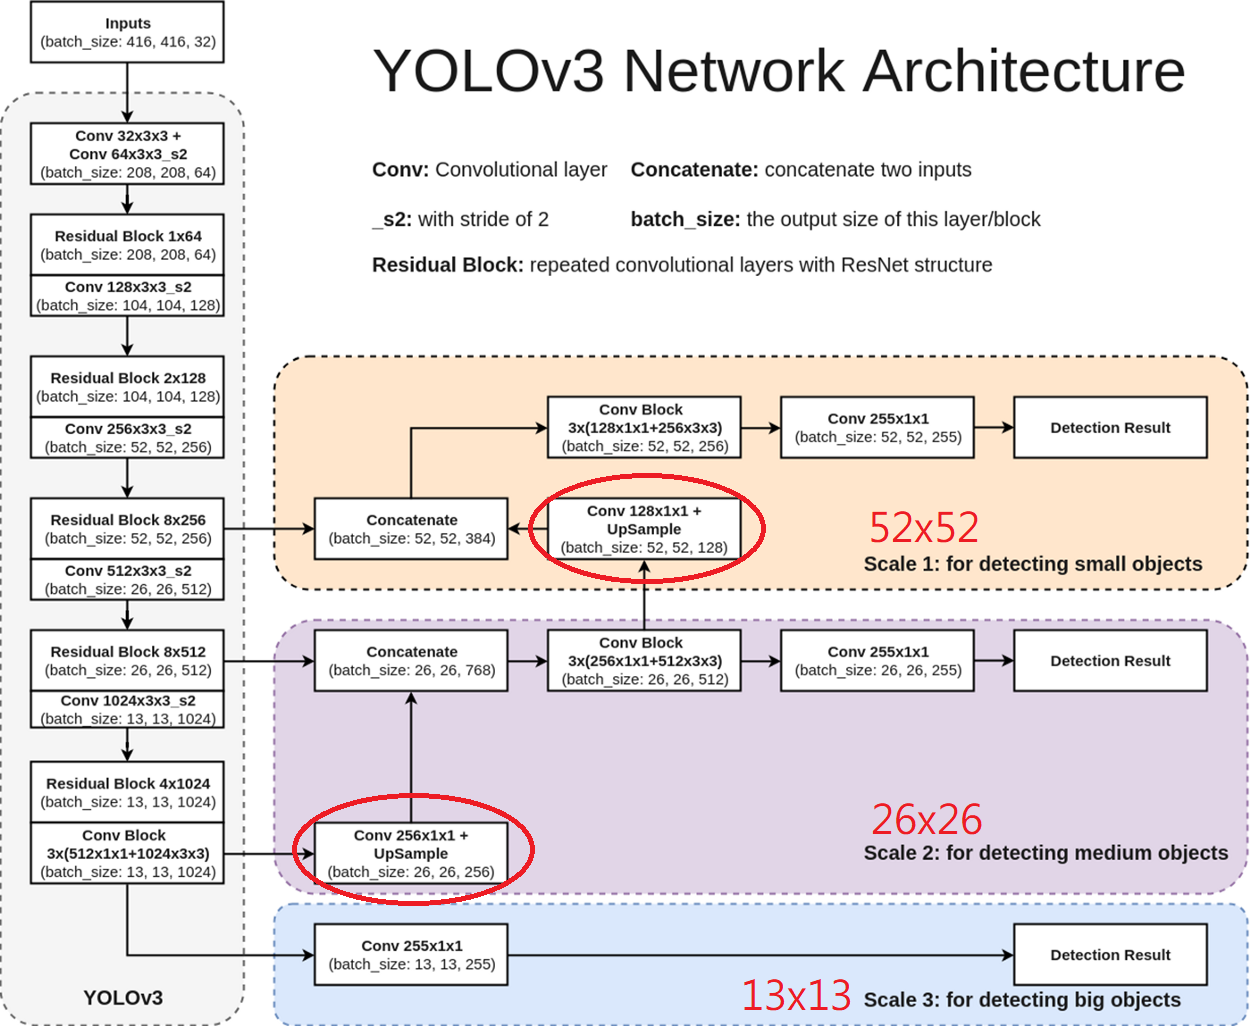 Inputs
(batch_size: 416, 416, 32)
YOLOv3 Network Architecture
Conv: Convolutional layer
Concatenate: concatenate two inputs
_s2: with stride of 2
batch_size: the output size of this layer/block
Residual Block: repeated convolutional layers with ResNet structure
Conv 32x3x3 +
Conv 64x3x3_s2
(batch_size: 208, 208, 64)
Residual Block 1x64
(batch_size: 208, 208, 64)
Conv 128x3x3_s2
(batch_size: 104, 104, 128)
Residual Block 2x128
(batch_size: 104, 104, 128)
Conv 256x3x3_s2
(batch_size: 52, 52, 256)
Residual Block 8x256
(batch_size: 52, 52, 256)
Conv 512x3x3_s2
(batch_size: 26, 26, 512)
Residual Block 8x512
(batch_size: 26, 26, 512)
Conv 1024x3x3_s2
(batch_size: 13, 13, 1024)
Residual Block 4x1024
(batch_size: 13, 13, 1024)
Conv Block
3x(512x1x1+1024x3x3)
(batch_size: 13, 13, 1024)
YOLOv3
Conv Block
3x(128x1x1+256x3x3)
(batch_size: 52, 52, 256)
Conv 255x1x1
(batch_size: 52, 52, 255)
Detection Result
Concatenate
(batch_size: 52, 52, 384)
Conv 128x1x1 +
UpSample
(batch_size: 52, 52, 128)
52x52
Scale 1: for detecting small objects
Concatenate
(batch_size: 26, 26, 768)
Conv Block
3x(256x1x1+512x3x3)
(batch_size: 26, 26, 512)
Conv 255x1x1
(batch_size: 26, 26, 255)
Detection Result
Conv 256x1x1 +
UpSample
(batch_size: 26, 26, 256)
26x26
Scale 2: for detecting medium objects
Conv 255x1x1
(batch_size: 13, 13, 255)
Detection Result
13x13
Scale 3: for detecting big objects